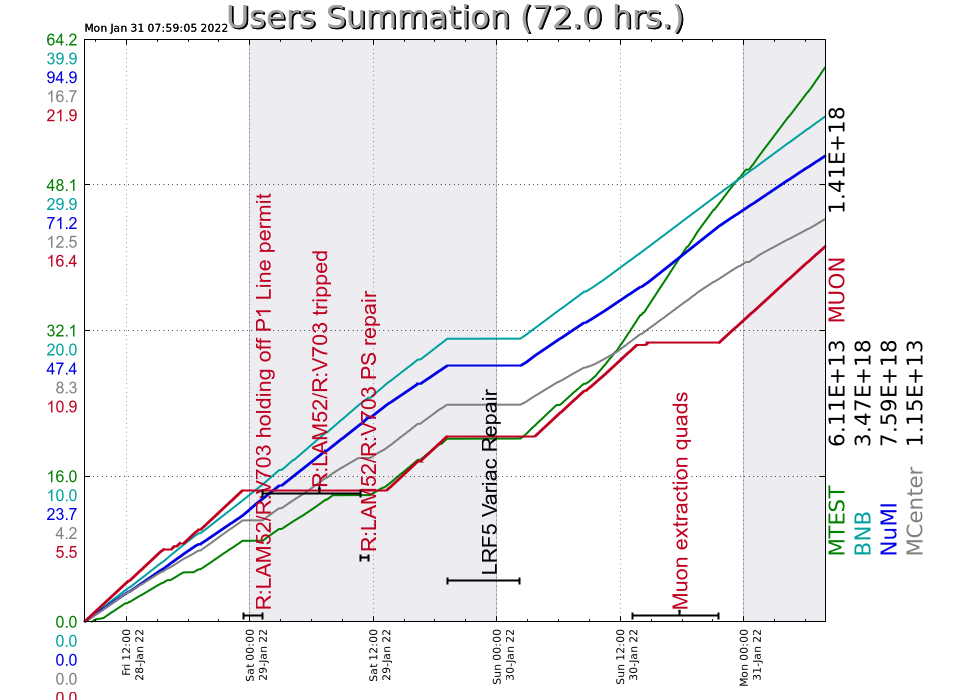 Users Summation (72.0 hrs.)
Mon Jan 31 07:59:05 2022
64.2
39.9
94.9
16.7
21.9
48.1
29.9
71.2
12.5
16.4
32.1
20.0
47.4
8.3
10.9
16.0
10.0
23.7
4.2
5.5
0.0
0.0
0.0
0.0
0.0
R:LAM52/R:V703 holding off P1 Line permit
R:LAM52/R:V703 tripped
R:LAM52/R:V703 PS repair
LRF5 Variac Repair
Muon extraction quads
Fri 12:00
28-Jan 22
Sat 00:00
29-Jan 22
Sat 12:00
29-Jan 22
Sun 00:00
30-Jan 22
Sun 12:00
30-Jan 22
Mon 00:00
31-Jan 22
MUON 1.41E+18
MTEST 6.11E+13
BNB 3.47E+18
NuMI 7.59E+18
MCenter 1.15E+13